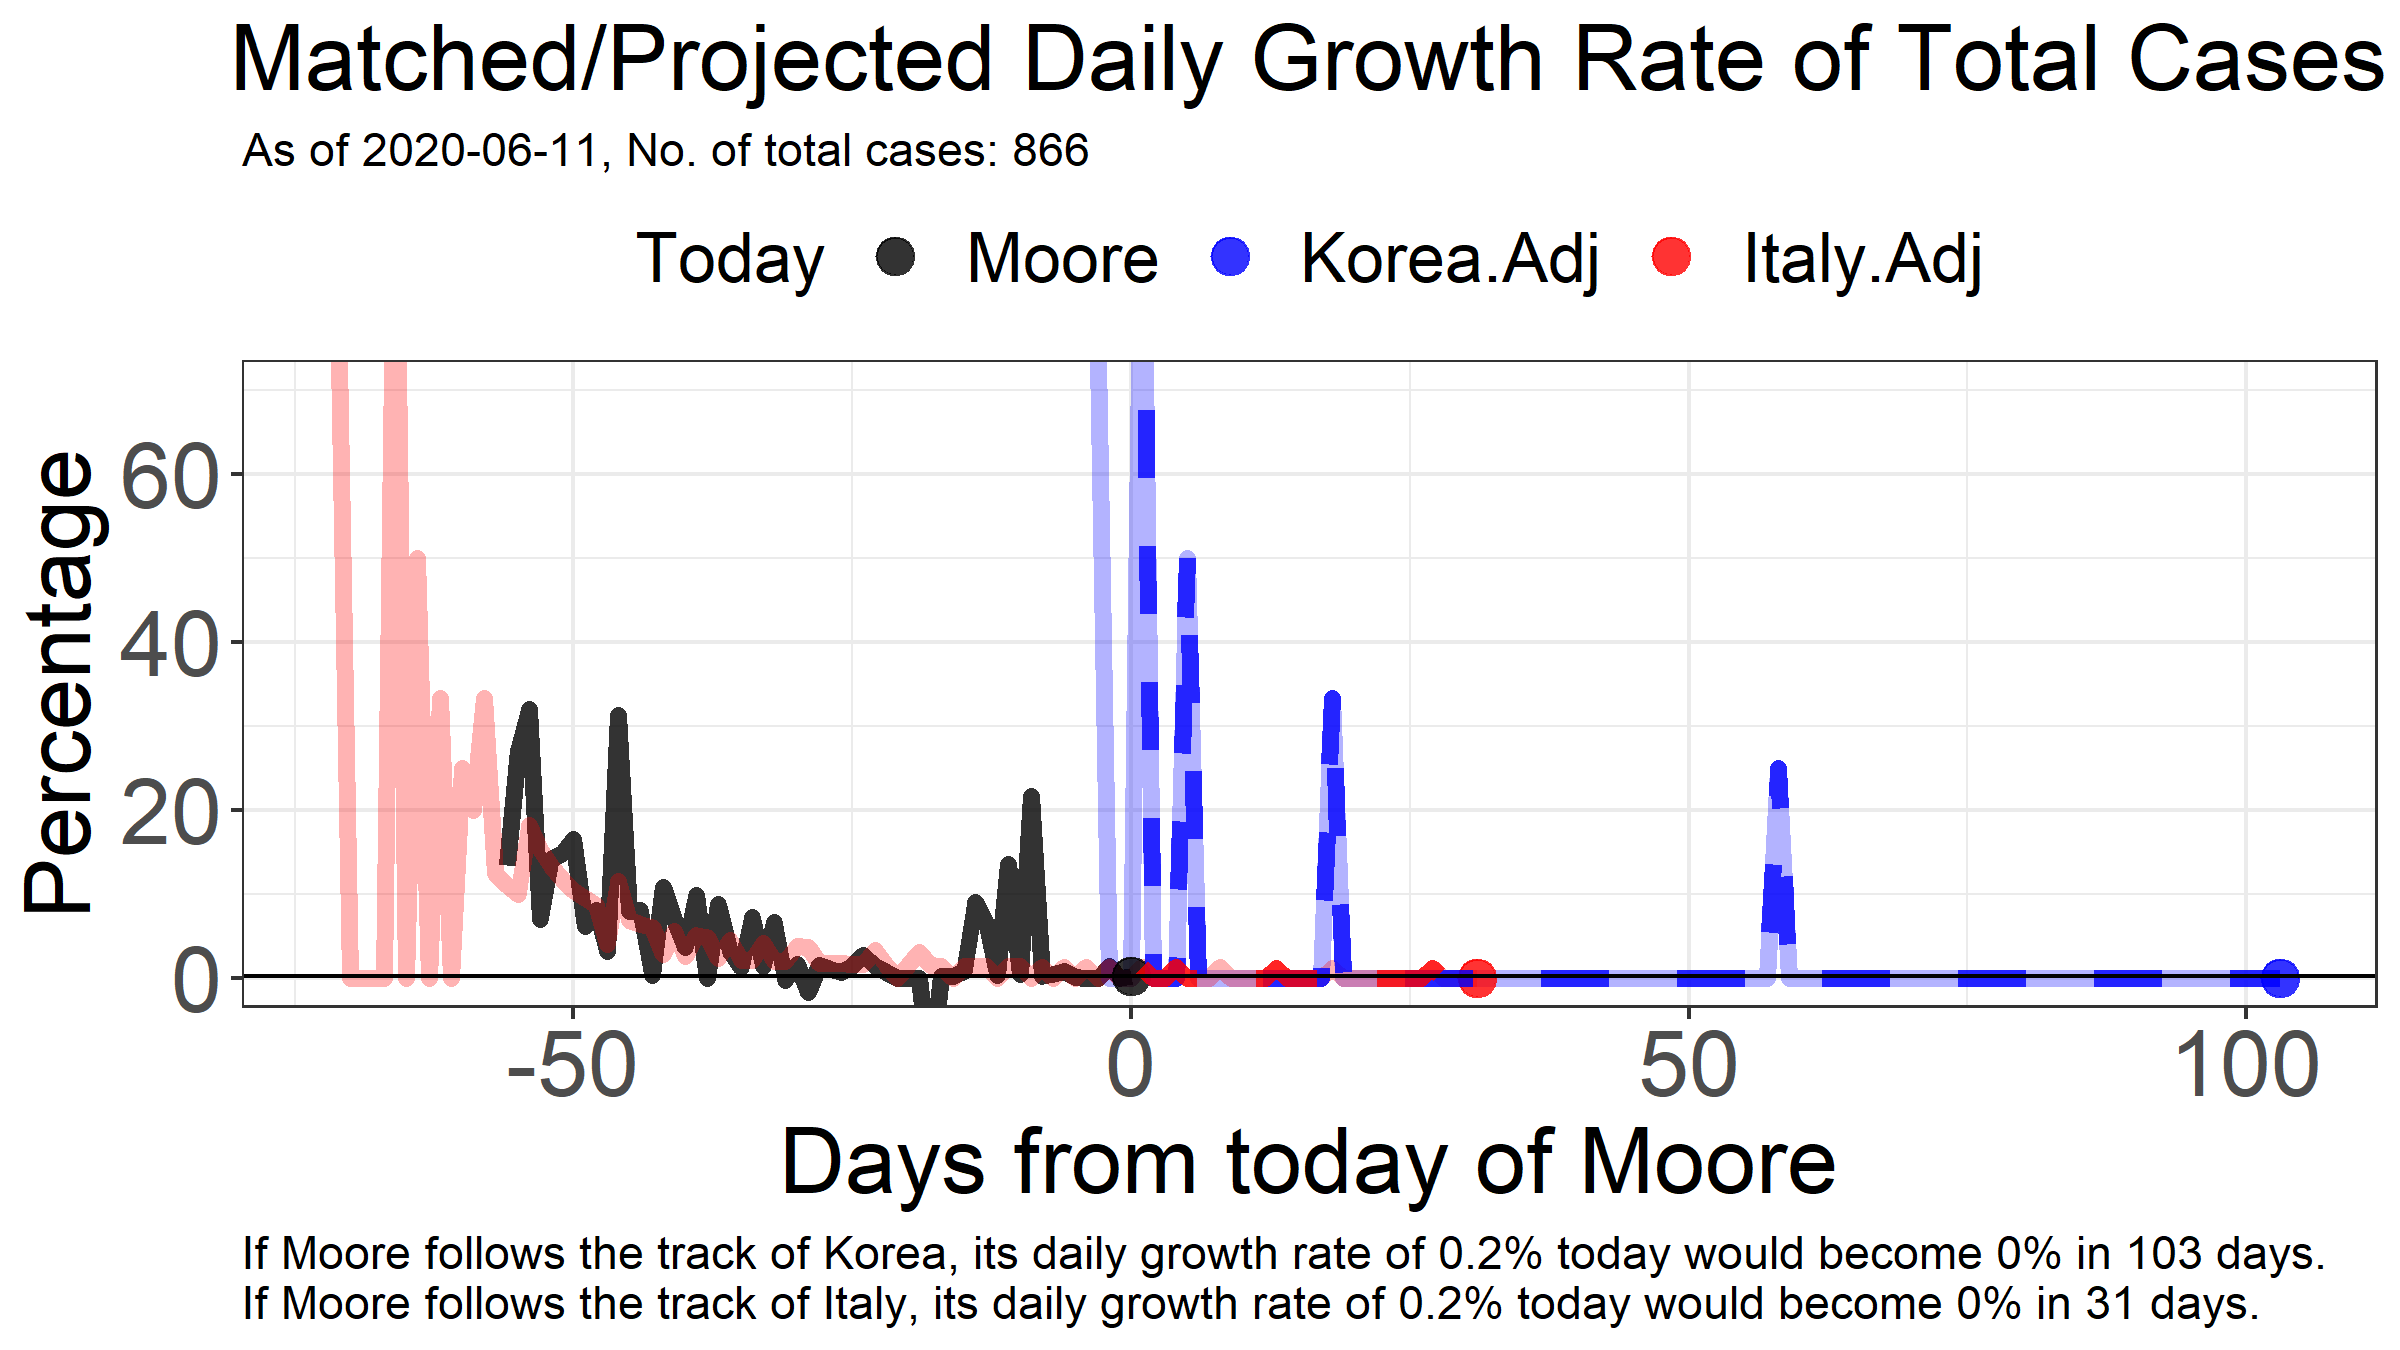 Matched/Projected Daily Growth Rate of Total Cases
As of 2020-06-11, No. of total cases: 866
Today Moore Korea.Adj Italy.Adj
Percentage
60
40
20
0
-50 0 50 100
Days from today of Moore
If Moore follows the track of Korea, its daily growth rate of 0.2% today would become 0% in 103 days.
If Moore follows the track of Italy, its daily growth rate of 0.2% today would become 0% in 31 days.